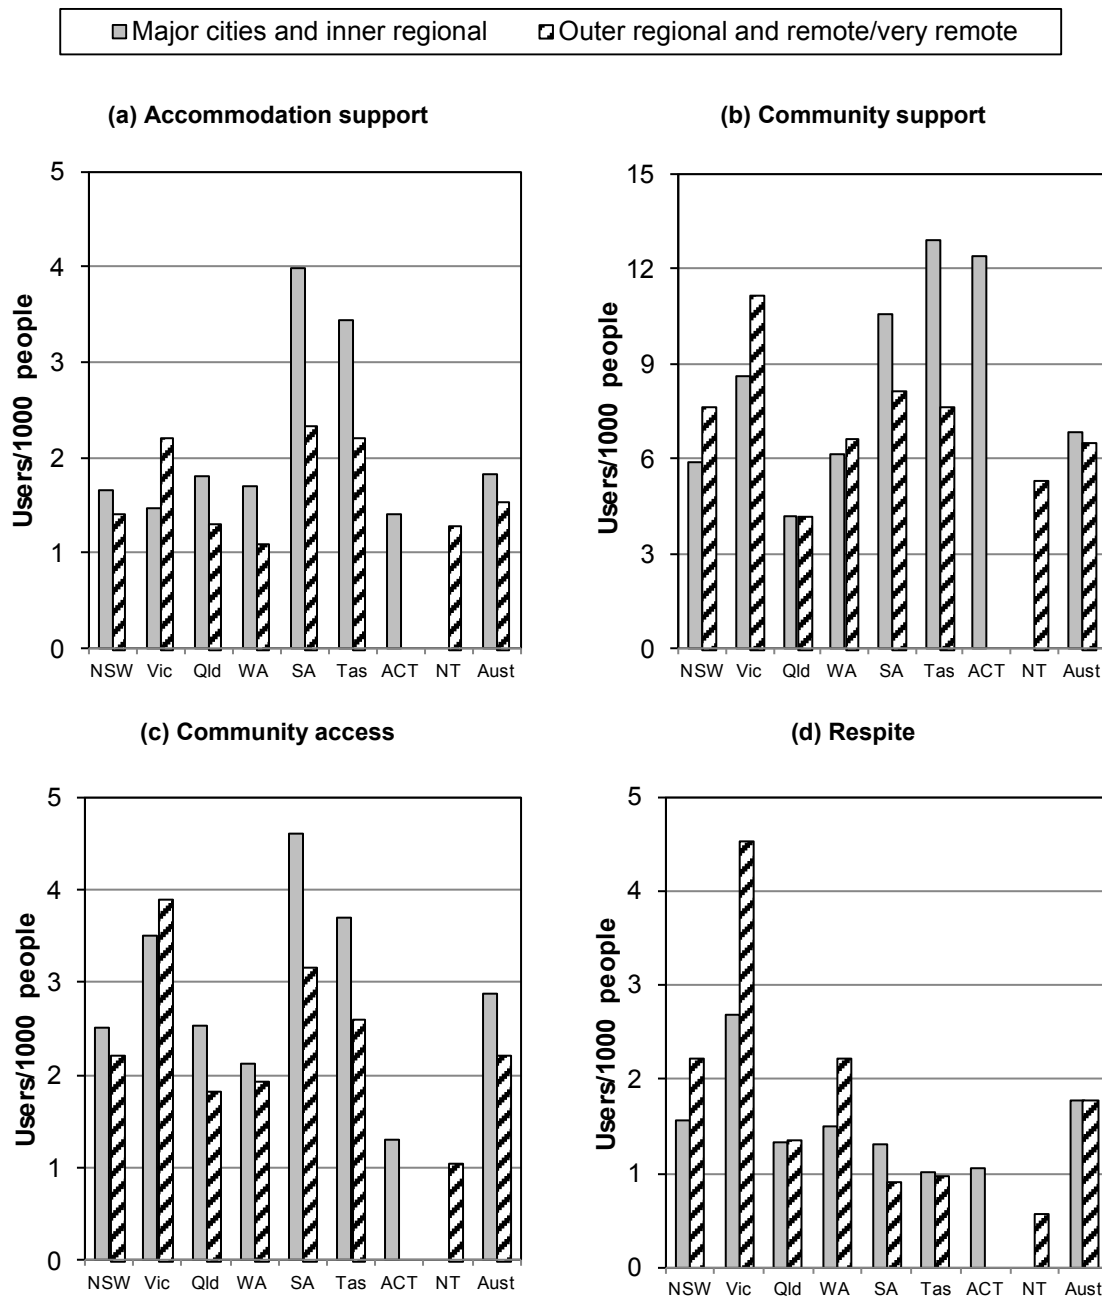 Major cities and inner regional Outer regional and remote/very remote
(a) Accommodation support
Users/1000 people
5
4
3
2
1
0
NSW Vic Qld WA SA Tas ACT NT Aust
(b) Community support
Users/1000 people
15
12
9
6
3
0
NSW Vic Qld WA SA Tas ACT NT Aust
(c) Community access
Users/1000 people
5
4
3
2
1
0
NSW Vic Qld WA SA Tas ACT NT Aust
(d) Respite
Users/1000 people
5
4
3
2
1
0
NSW Vic Qld WA SA Tas ACT NT Aust